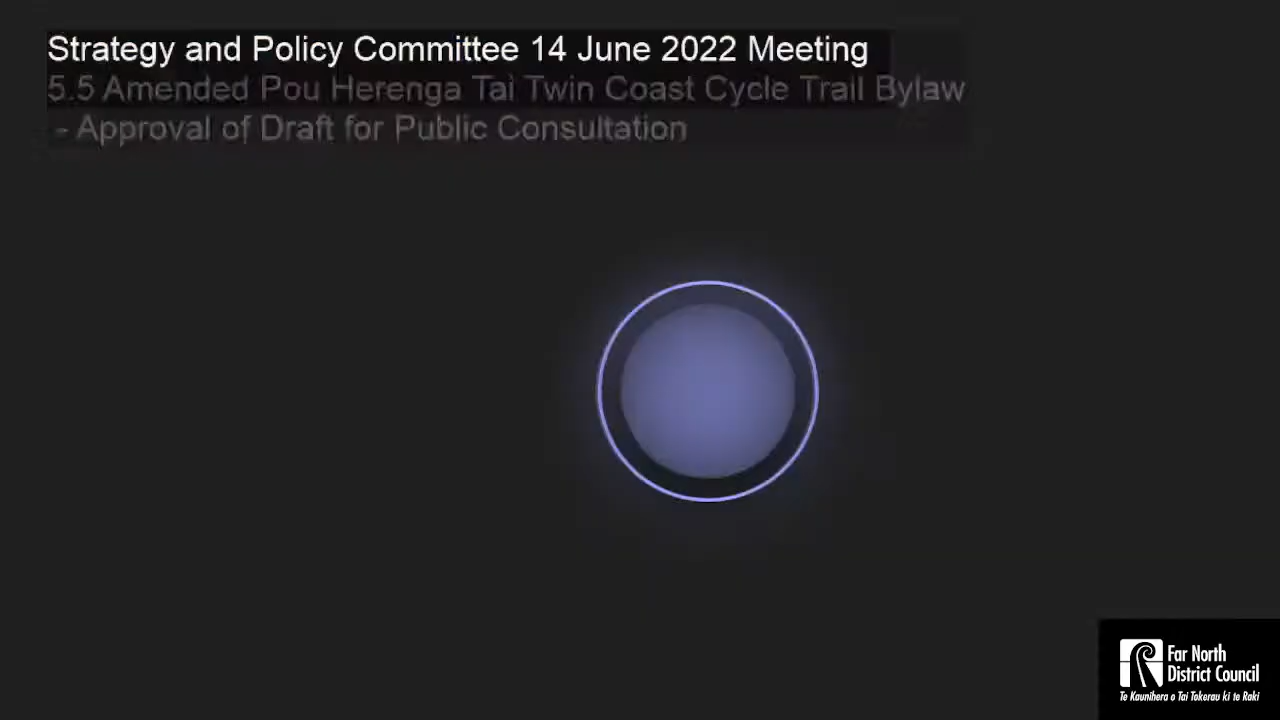 Strategy and Policy Committee 14 June 2022 Meeting
5.5 Amended Pou Herenga Tai Twin Coast Cycle Trail Bylaw
- Approval of Draft for Public Consultation
Far North
District Council
Te Kaunihera o Tai Tokerau ki te Raki